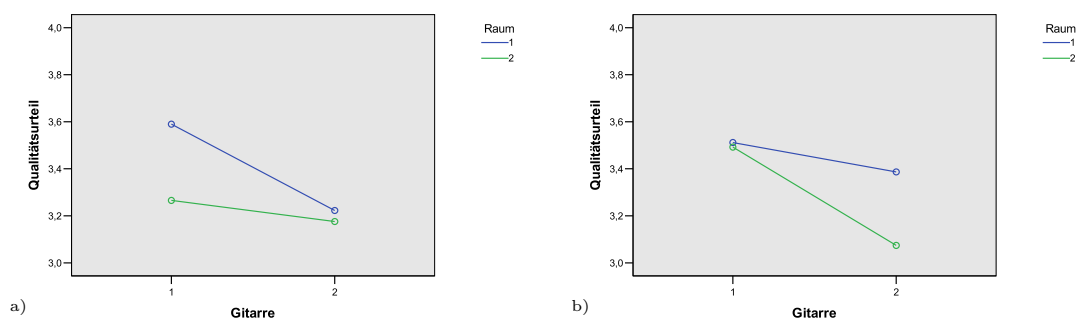 4,0
3,8
3,6
3,4
3,2
3,0
Qualitätsurteil
1
2
Gitarre
Raum
1
2
a)
4,0
3,8
3,6
3,4
3,2
3,0
Qualitätsurteil
1
2
Gitarre
Raum
1
2
b)